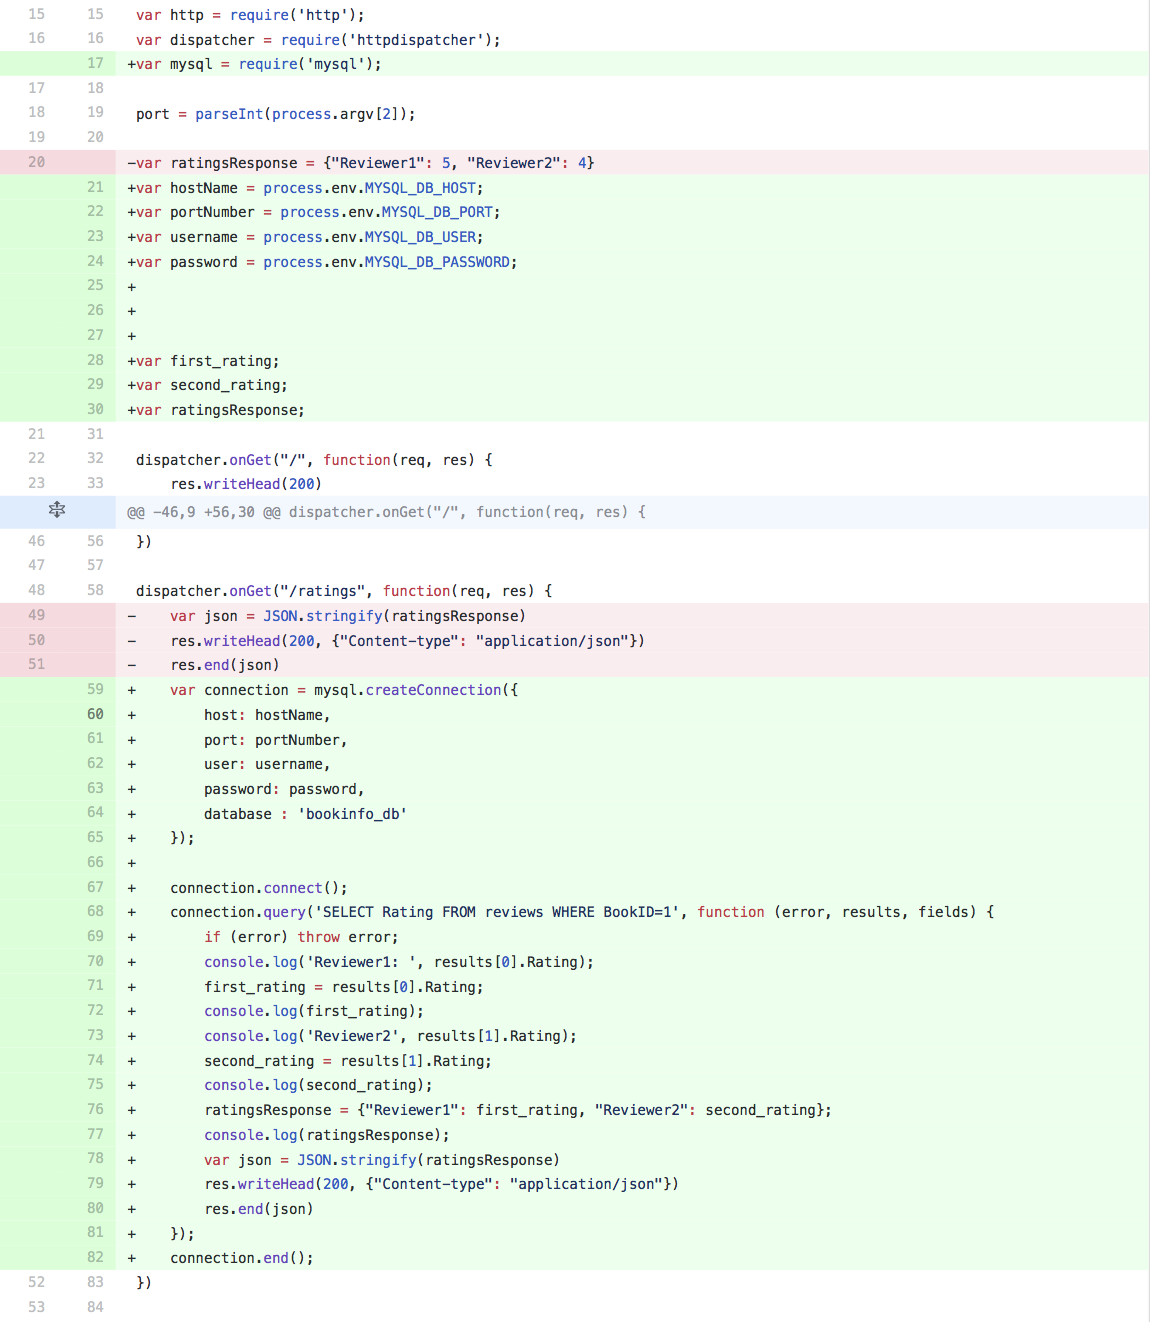 15 15 var http = require('http');
16 16 var dispatcher = require('httpdispatcher');
17 +var mysql = require('mysql');
17 18
18 19 port = parseInt(process.argv[2]);
19 20
20 −var ratingsResponse = {"Reviewer1": 5, "Reviewer2": 4}
21 +var hostName = process.env.MYSQL_DB_HOST;
22 +var portNumber = process.env.MYSQL_DB_PORT;
23 +var username = process.env.MYSQL_DB_USER;
24 +var password = process.env.MYSQL_DB_PASSWORD;
25 +
26 +
27 +
28 +var first_rating;
29 +var second_rating;
30 +var ratingsResponse;
21 31
22 32 dispatcher.onGet("/", function(req, res) {
23 33     res.writeHead(200)
@@ −46,9 +56,30 @@ dispatcher.onGet("/", function(req, res) {
46 56 })
47 57
48 58 dispatcher.onGet("/ratings", function(req, res) {
49 −    var json = JSON.stringify(ratingsResponse)
50 −    res.writeHead(200, {"Content−type": "application/json"})
51 −    res.end(json)
59 +    var connection = mysql.createConnection({
60 +        host: hostName,
61 +        port: portNumber,
62 +        user: username,
63 +        password: password,
64 +        database : 'bookinfo_db'
65 +    });
66 +
67 +    connection.connect();
68 +    connection.query('SELECT Rating FROM reviews WHERE BookID=1', function (error, results, fields) {
69 +        if (error) throw error;
70 +        console.log('Reviewer1: ', results[0].Rating);
71 +        first_rating = results[0].Rating;
72 +        console.log(first_rating);
73 +        console.log('Reviewer2', results[1].Rating);
74 +        second_rating = results[1].Rating;
75 +        console.log(second_rating);
76 +        ratingsResponse = {"Reviewer1": first_rating, "Reviewer2": second_rating};
77 +        console.log(ratingsResponse);
78 +        var json = JSON.stringify(ratingsResponse)
79 +        res.writeHead(200, {"Content−type": "application/json"})
80 +        res.end(json)
81 +    });
82 +    connection.end();
52 83 })
53 84